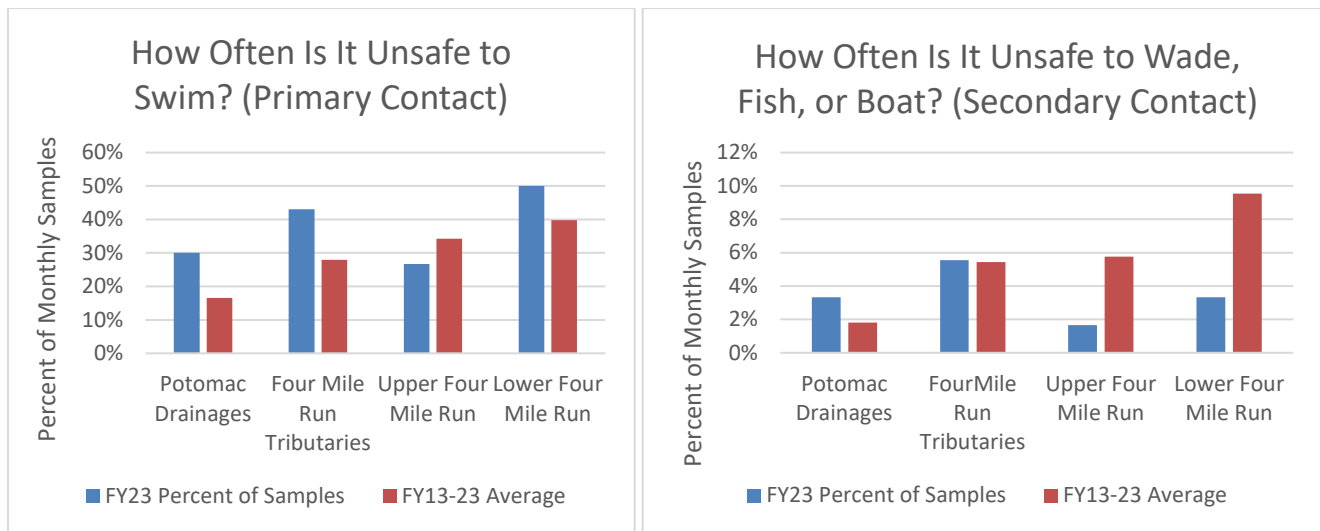 How Often Is It Unsafe to
Swim? (Primary Contact)
Percent of Monthly Samples
60%
50%
40%
30%
20%
10%
0%
Potomac
Drainages
Four Mile
Run
Tributaries
Upper Four
Mile Run
Lower Four
Mile Run
FY23 Percent of Samples
FY13-23 Average
How Often Is It Unsafe to Wade,
Fish, or Boat? (Secondary Contact)
Percent of Monthly Samples
12%
10%
8%
6%
4%
2%
0%
Potomac
Drainages
FourMile
Run
Tributaries
Upper Four
Mile Run
Lower Four
Mile Run
FY23 Percent of Samples
FY13-23 Average